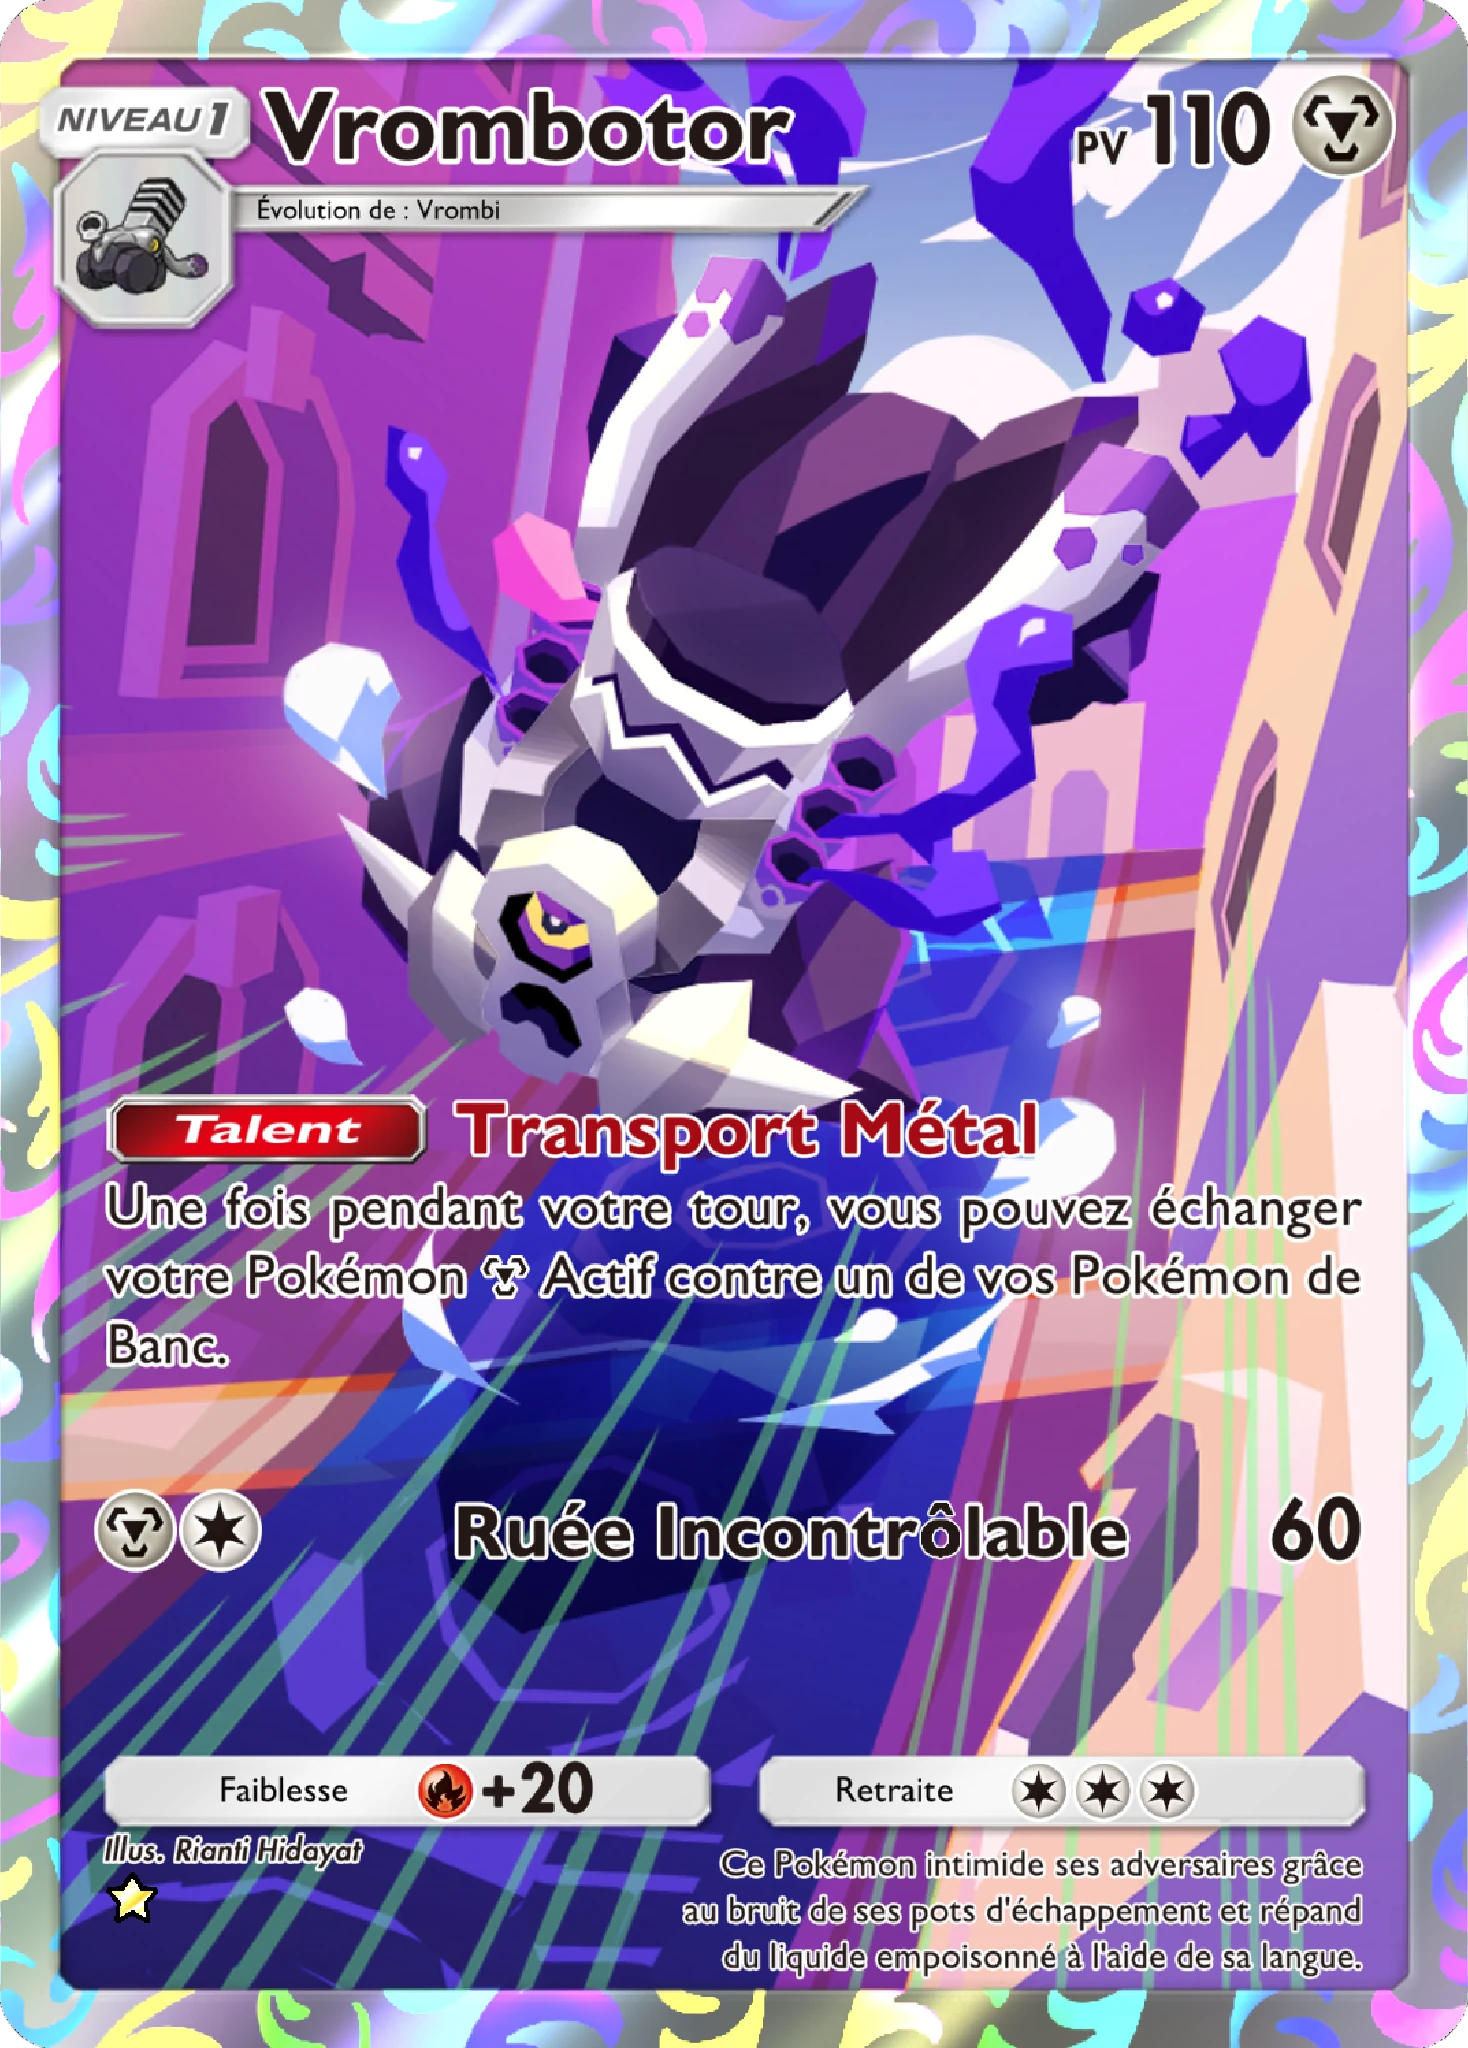 NIVEAU 1
Vrombotor
PV 110
Évolution de : Vrombi
Talent Transport Métal
Une fois pendant votre tour, vous pouvez échanger
votre Pokémon Actif contre un de vos Pokémon de
Banc.
Ruée Incontrôlable 60
Faiblesse +20
Retraite
Illus. Rianti Hidayat
Ce Pokémon intimide ses adversaires grâce
au bruit de ses pots d'échappement et répand
du liquide empoisonné à l'aide de sa langue.